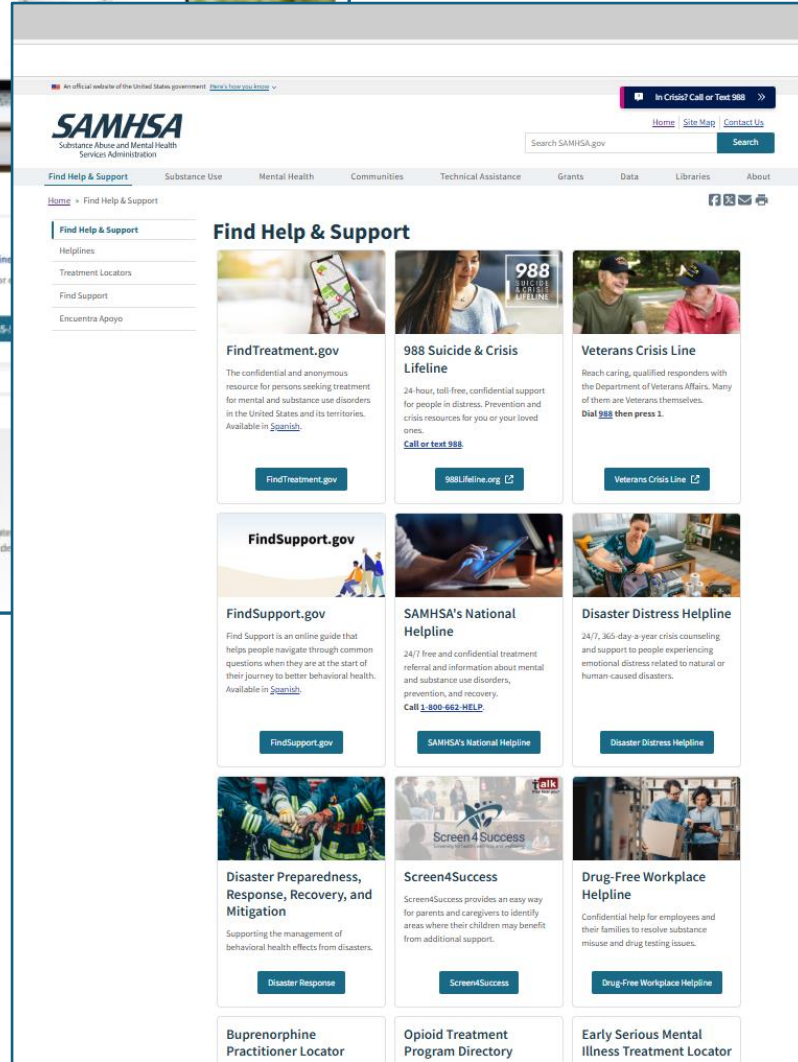 An official website of the United States government Here's how you know
In Crisis? Call or Text 988
SAMHSA
Substance Abuse and Mental Health
Services Administration
Home Site Map Contact Us
Search SAMHSA.gov Search
Find Help & Support Substance Use Mental Health Communities Technical Assistance Grants Data Libraries About
Home » Find Help & Support
Find Help & Support
Helplines
Treatment Locators
Find Support
Encuentra Apoyo
Find Help & Support
FindTreatment.gov
The confidential and anonymous
resource for persons seeking treatment
for mental and substance use disorders
in the United States and its territories.
Available in Spanish.
FindTreatment.gov
988
SUICIDE
& CRISIS
LIFELINE
988 Suicide & Crisis
Lifeline
24-hour, toll-free, confidential support
for people in distress. Prevention and
crisis resources for you or your loved
ones.
Call or text 988.
988Lifeline.org
Veterans Crisis Line
Reach caring, qualified responders with
the Department of Veterans Affairs. Many
of them are Veterans themselves.
Dial 988 then press 1.
Veterans Crisis Line
FindSupport.gov
FindSupport.gov
Find Support is an online guide that
helps people navigate through common
questions when they are at the start of
their journey to better behavioral health.
Available in Spanish.
FindSupport.gov
SAMHSA's National
Helpline
24/7 free and confidential treatment
referral and information about mental
and substance use disorders,
prevention, and recovery.
Call 1-800-662-HELP.
SAMHSA's National Helpline
Disaster Distress Helpline
24/7, 365-day-a-year crisis counseling
and support to people experiencing
emotional distress related to natural or
human-caused disasters.
Disaster Distress Helpline
Disaster Preparedness,
Response, Recovery, and
Mitigation
Supporting the management of
behavioral health effects from disasters.
Disaster Response
talk
Screen4Success
Screen4Success
Screen4Success provides an easy way
for parents and caregivers to identify
areas where their children may benefit
from additional support.
Screen4Success
Drug-Free Workplace
Helpline
Confidential help for employees and
their families to resolve substance
misuse and drug testing issues.
Drug-Free Workplace Helpline
Buprenorphine
Practitioner Locator
Opioid Treatment
Program Directory
Early Serious Mental
Illness Treatment Locator